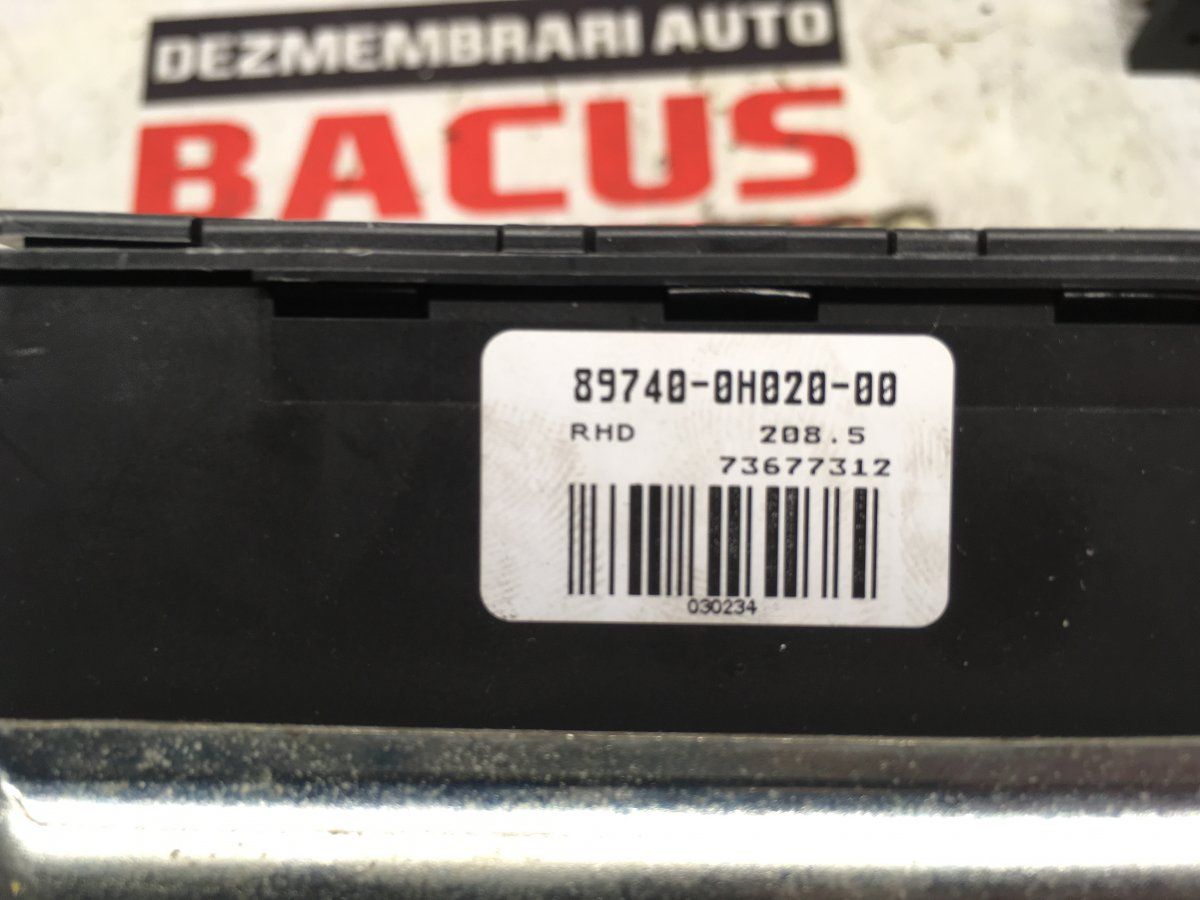 DEZMEMBRARI AUTO
BACUS
89740-0H020-00
RHD 208.5
73677312
030234